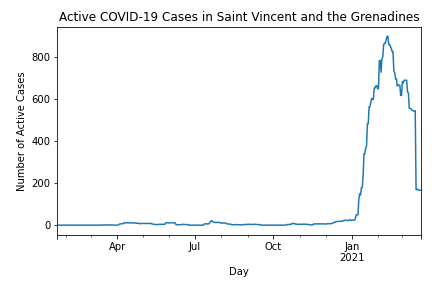 Active COVID-19 Cases in Saint Vincent and the Grenadines
Number of Active Cases
800
600
400
200
0
Apr Jul Oct Jan
2021
Day